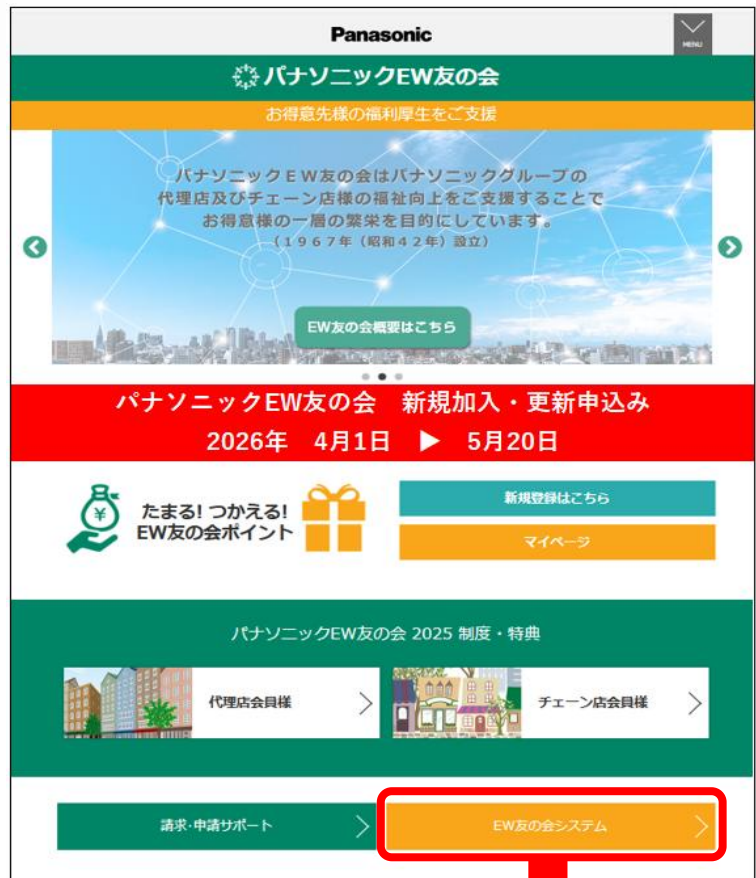 Panasonic
MENU
パナソニックEW友の会
お得意先様の福利厚生をご支援
パナソニックEW友の会はパナソニックグループの
代理店及びチェーン店様の福祉向上をご支援することで
お得意様の一層の繁栄を目的にしています。
(1967年(昭和42年)設立)
EW友の会概要はこちら
パナソニックEW友の会 新規加入・更新申込み
2026年 4月1日 ▶ 5月20日
たまる! つかえる!
EW友の会ポイント
新規登録はこちら
マイページ
パナソニックEW友の会 2025 制度・特典
代理店会員様
チェーン店会員様
請求・申請サポート
EW友の会システム